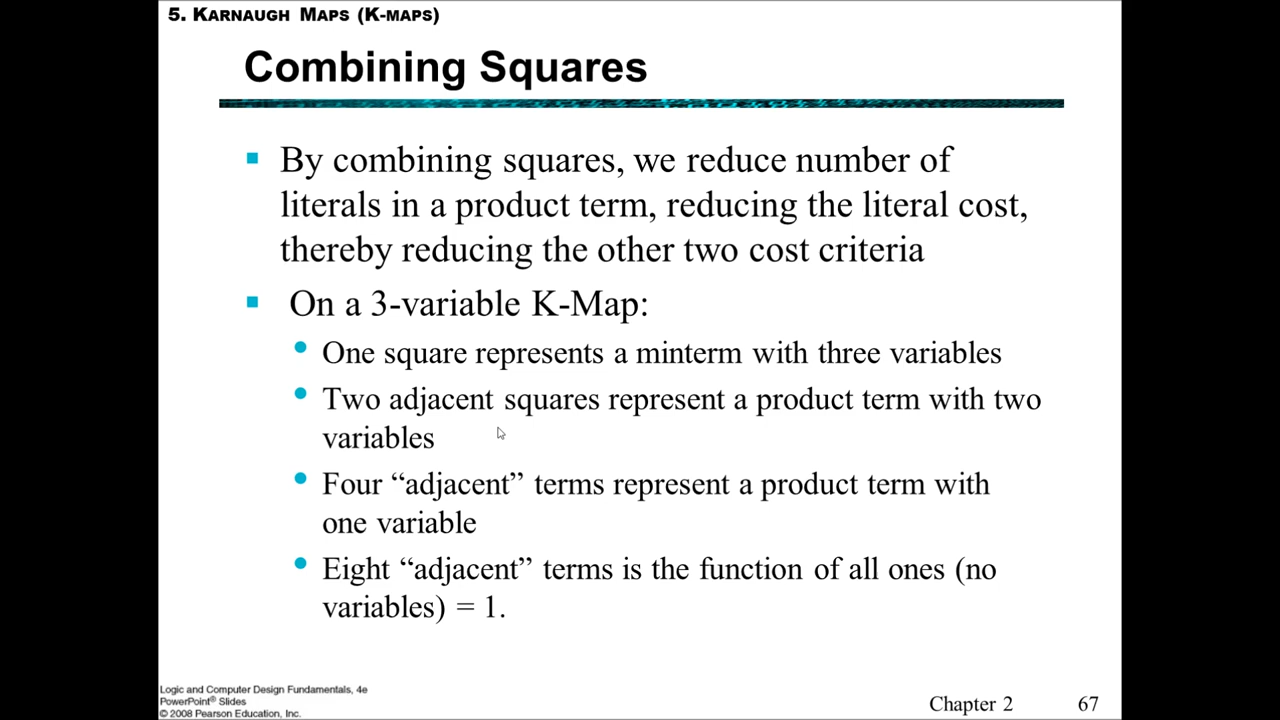 5. KARNAUGH MAPS (K-MAPS)
Combining Squares
By combining squares, we reduce number of
literals in a product term, reducing the literal cost,
thereby reducing the other two cost criteria
On a 3-variable K-Map:
One square represents a minterm with three variables
Two adjacent squares represent a product term with two
variables
Four “adjacent” terms represent a product term with
one variable
Eight “adjacent” terms is the function of all ones (no
variables) = 1.
Logic and Computer Design Fundamentals, 4e
PowerPoint® Slides
© 2008 Pearson Education, Inc.
Chapter 2 67